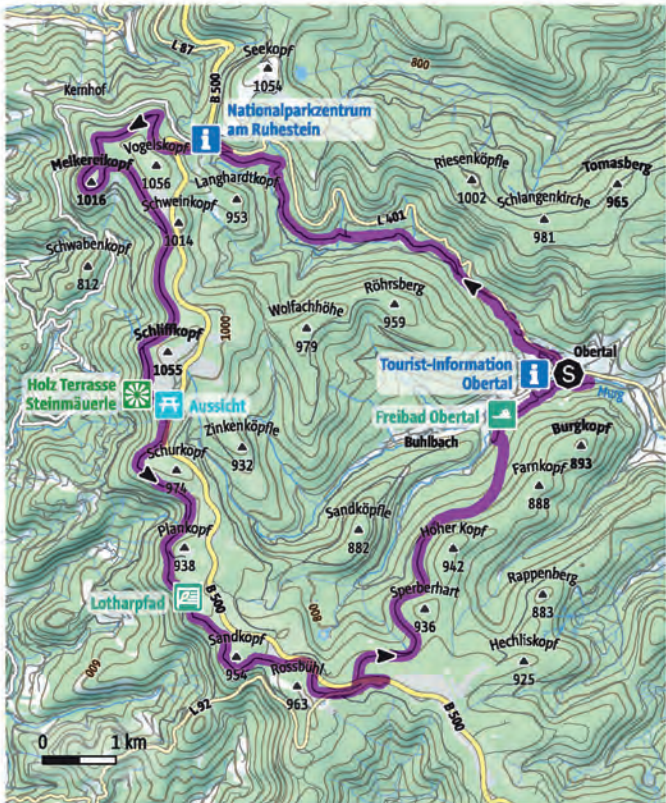 Seekopf
1054
L 87
B 500
800
Kernhof
Nationalparkzentrum
am Ruhestein
Vogelskopf
1056
Melkereikopf
1016
Langhardtkopf
953
Riesenköpfle
1002
Tomasberg
965
Schlangenkirche
981
Schweinkopf
1014
L 401
Schwabenkopf
812
Röhrsberg
959
Wolfachhöhe
979
1000
Schliffkopf
1055
Obertal
S
Tourist-Information
Obertal
Murg
Holz Terrasse
Steinmäuerle
Aussicht
Freibad Obertal
Buhlbach
Zinkenköpfle
932
Burgkopf
893
Schurkopf
974
Farnkopf
888
Sandköpfle
882
Plankopf
938
Hoher Kopf
942
Lotharpfad
B 500
800
Sperberhart
936
Rappenberg
883
Sandkopf
954
Hechliskopf
925
900
Rossbühl
963
L 92
B 500
0
1 km